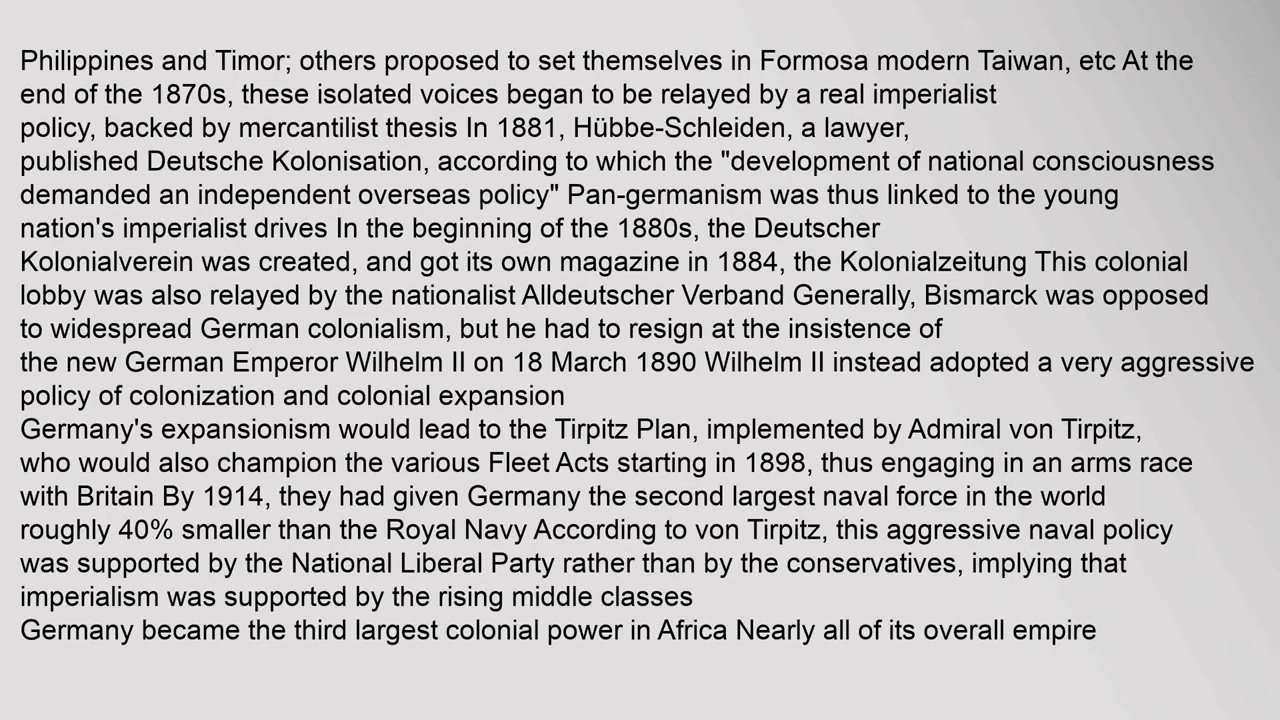 Philippines and Timor; others proposed to set themselves in Formosa modern Taiwan, etc At the
end of the 1870s, these isolated voices began to be relayed by a real imperialist
policy, backed by mercantilist thesis In 1881, Hübbe-Schleiden, a lawyer,
published Deutsche Kolonisation, according to which the "development of national consciousness
demanded an independent overseas policy" Pan-germanism was thus linked to the young
nation's imperialist drives In the beginning of the 1880s, the Deutscher
Kolonialverein was created, and got its own magazine in 1884, the Kolonialzeitung This colonial
lobby was also relayed by the nationalist Alldeutscher Verband Generally, Bismarck was opposed
to widespread German colonialism, but he had to resign at the insistence of
the new German Emperor Wilhelm II on 18 March 1890 Wilhelm II instead adopted a very aggressive
policy of colonization and colonial expansion
Germany's expansionism would lead to the Tirpitz Plan, implemented by Admiral von Tirpitz,
who would also champion the various Fleet Acts starting in 1898, thus engaging in an arms race
with Britain By 1914, they had given Germany the second largest naval force in the world
roughly 40% smaller than the Royal Navy According to von Tirpitz, this aggressive naval policy
was supported by the National Liberal Party rather than by the conservatives, implying that
imperialism was supported by the rising middle classes
Germany became the third largest colonial power in Africa Nearly all of its overall empire